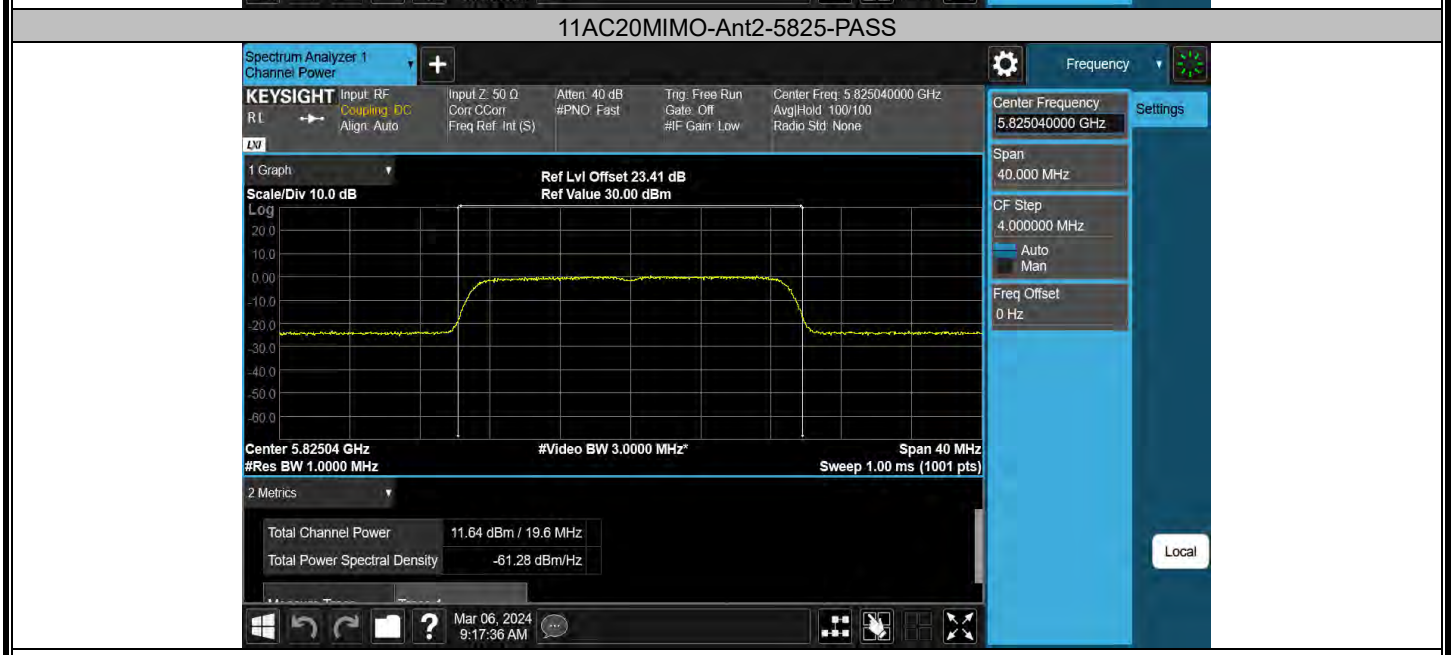 11AC20MIMO-Ant2-5825-PASS
Spectrum Analyzer 1
Channel Power
+
Frequency
KEYSIGHT
RL
LXI
Input: RF
Coupling: DC
Align: Auto
Input Z: 50 Ω
Corr CCorr
Freq Ref: Int (S)
Atten: 40 dB
#PNO: Fast
Trig: Free Run
Gate: Off
#IF Gain: Low
Center Freq: 5.825040000 GHz
Avg|Hold: 100/100
Radio Std: None
Center Frequency
5.825040000 GHz
Settings
Span
40.000 MHz
CF Step
4.000000 MHz
Auto
Man
Freq Offset
0 Hz
Local
1 Graph
Scale/Div 10.0 dB
Ref Lvl Offset 23.41 dB
Ref Value 30.00 dBm
Log
20.0
10.0
0.00
-10.0
-20.0
-30.0
-40.0
-50.0
-60.0
Center 5.82504 GHz
#Video BW 3.0000 MHz*
Span 40 MHz
#Res BW 1.0000 MHz
Sweep 1.00 ms (1001 pts)
2 Metrics
Total Channel Power 11.64 dBm / 19.6 MHz
Total Power Spectral Density -61.28 dBm/Hz
?
Mar 06, 2024
9:17:36 AM